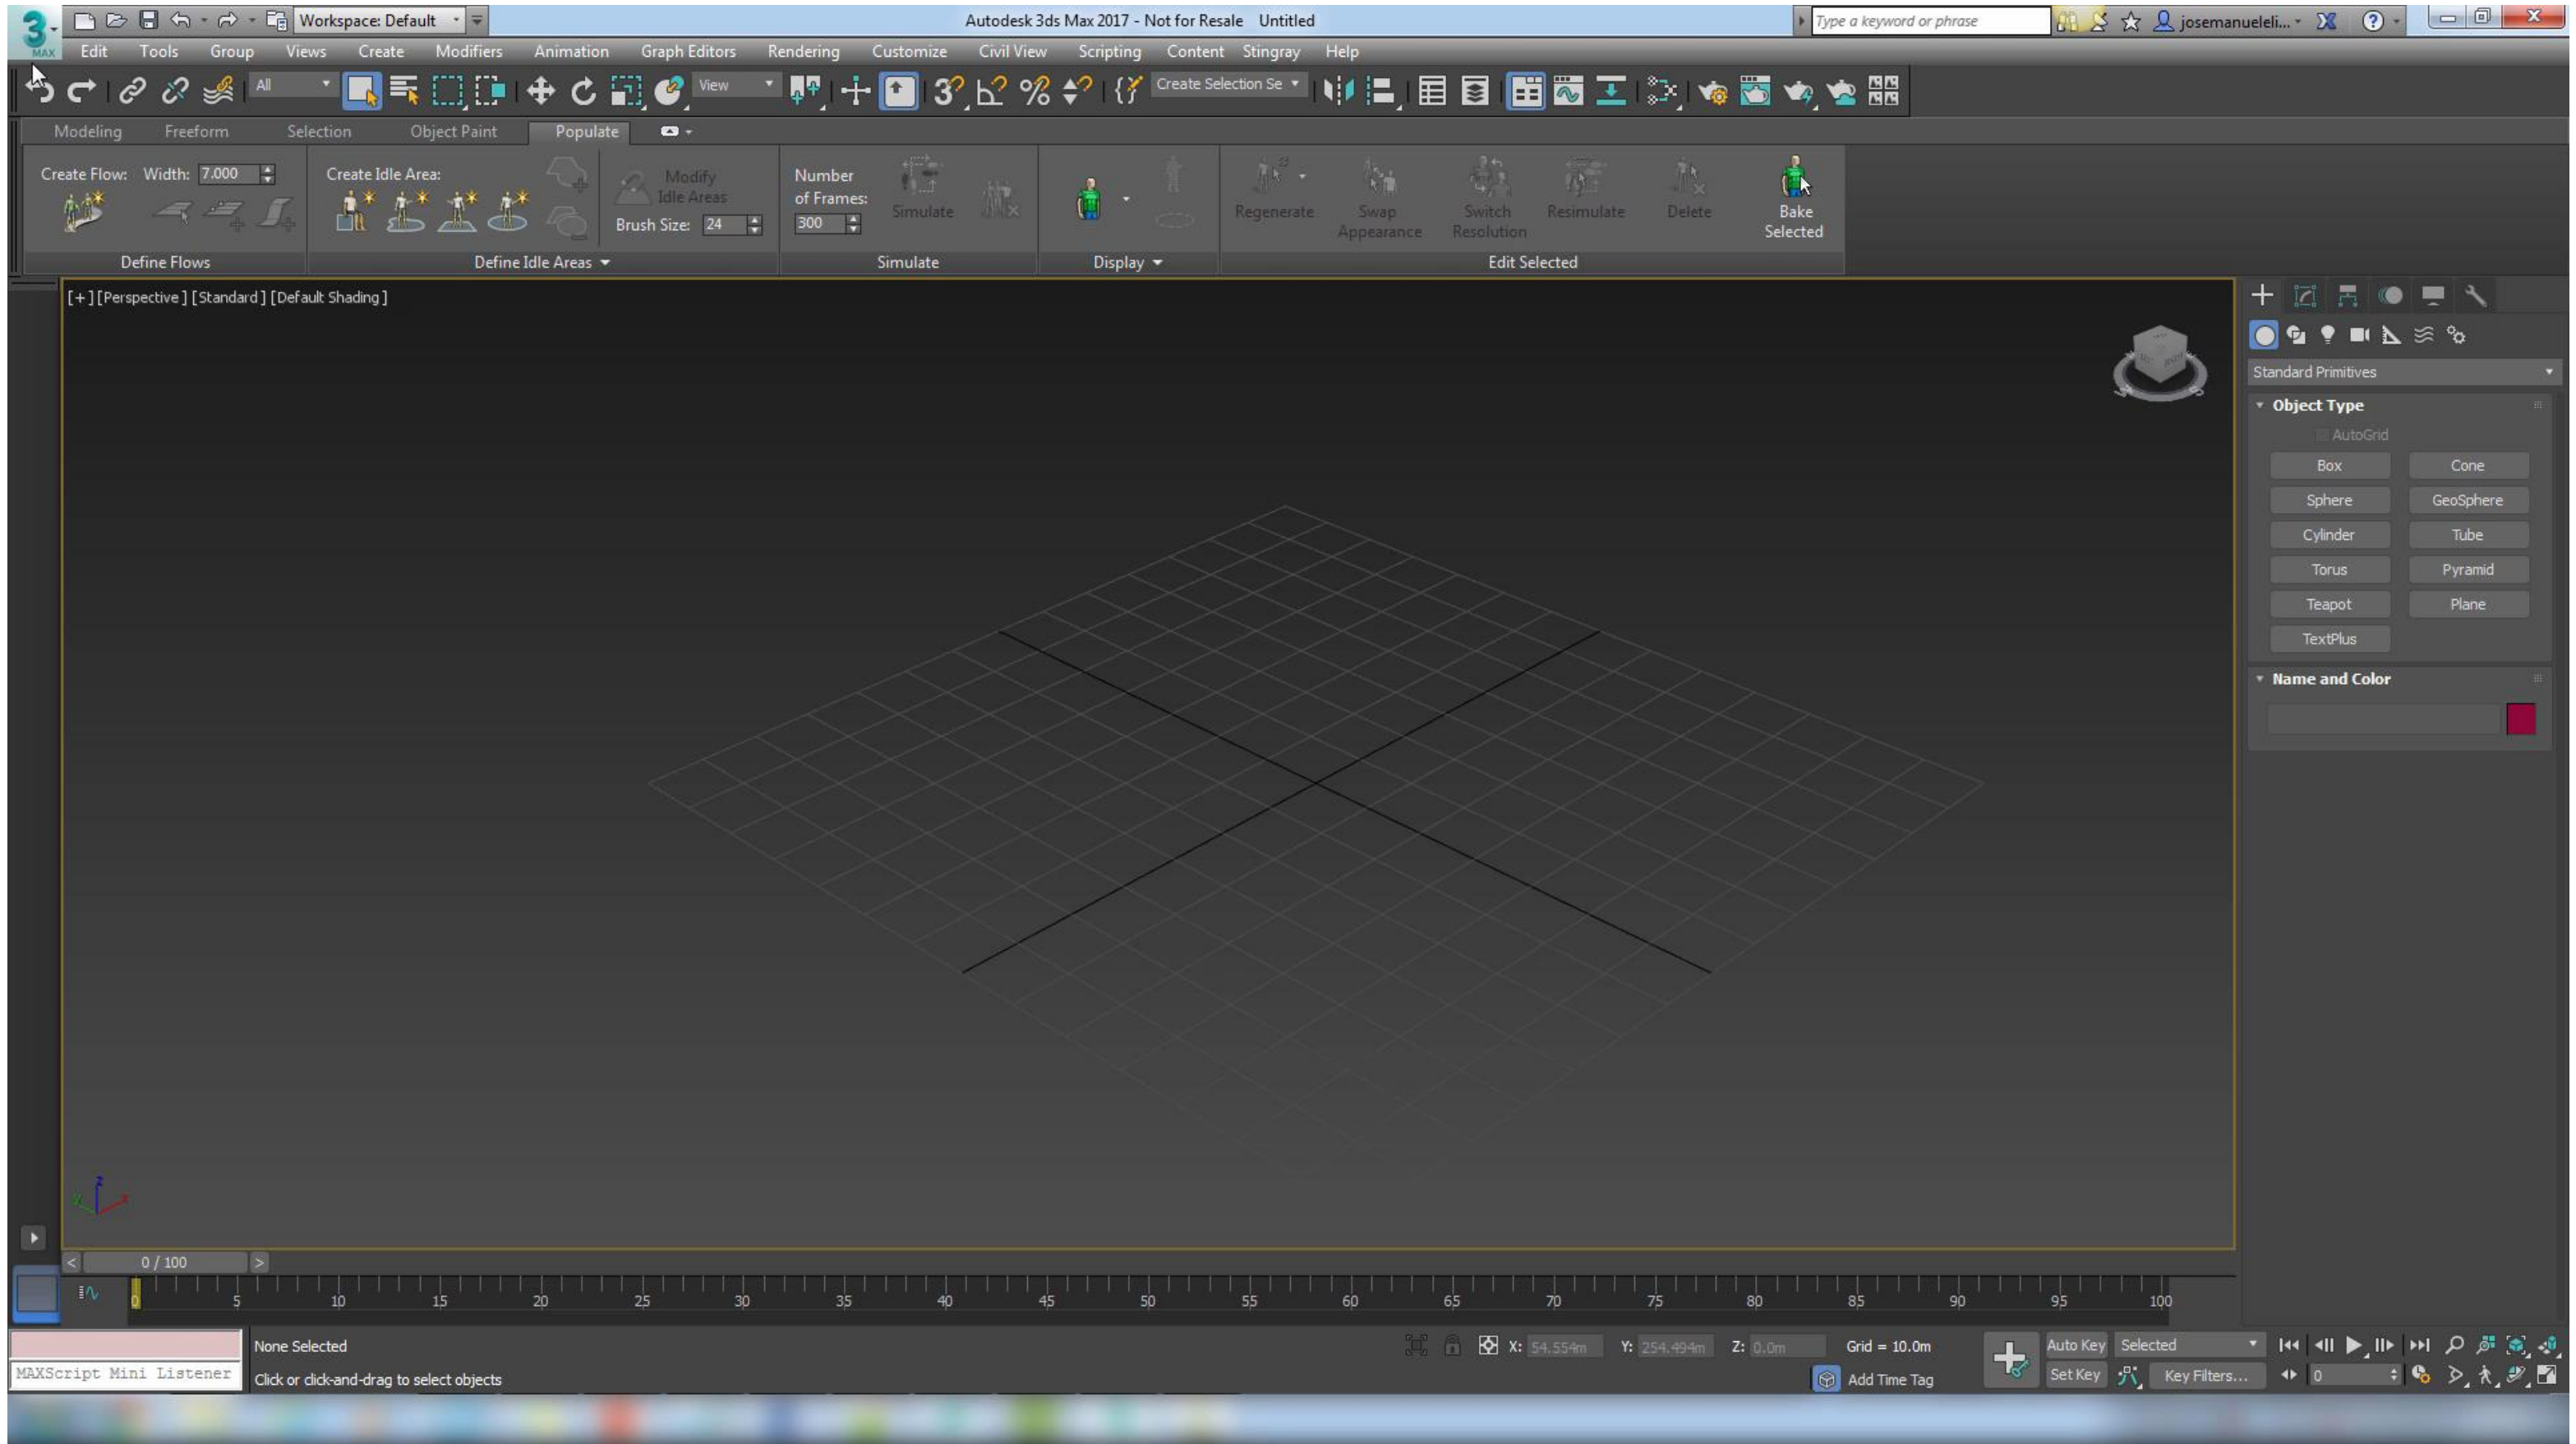 Workspace: Default
Autodesk 3ds Max 2017 - Not for Resale Untitled
Type a keyword or phrase
josemanueleli...
MAX
Edit Tools Group Views Create Modifiers Animation Graph Editors Rendering Customize Civil View Scripting Content Stingray Help
All
View
Create Selection Se
Modeling Freeform Selection Object Paint Populate
Create Flow: Width: 7.000
Create Idle Area:
Modify
Idle Areas
Brush Size: 24
Number
of Frames:
300
Simulate
Regenerate
Swap
Appearance
Switch
Resolution
Resimulate
Delete
Bake
Selected
Define Flows
Define Idle Areas
Simulate
Display
Edit Selected
[+][Perspective][Standard][Default Shading]
Standard Primitives
Object Type
AutoGrid
Box Cone
Sphere GeoSphere
Cylinder Tube
Torus Pyramid
Teapot Plane
TextPlus
Name and Color
z
x
< 0 / 100 >
0 5 10 15 20 25 30 35 40 45 50 55 60 65 70 75 80 85 90 95 100
None Selected
X: 54.554m Y: 254.494m Z: 0.0m Grid = 10.0m
Auto Key Selected
MAXScript Mini Listener
Click or click-and-drag to select objects
Add Time Tag
Set Key
Key Filters...
0